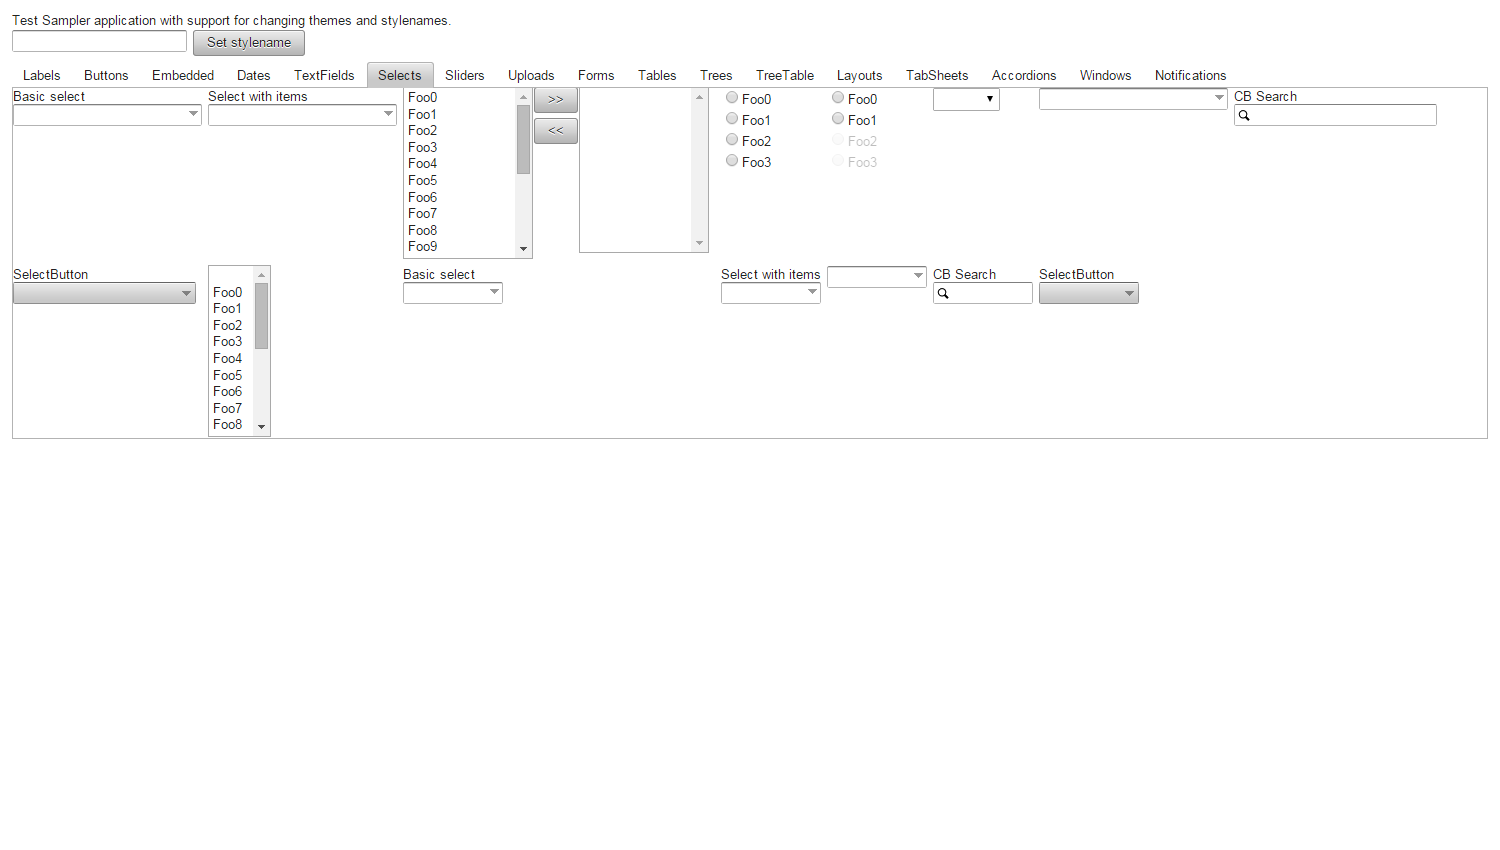 Test Sampler application with support for changing themes and stylenames.
Set stylename
Labels Buttons Embedded Dates TextFields Selects Sliders Uploads Forms Tables Trees TreeTable Layouts TabSheets Accordions Windows Notifications
Basic select
Select with items
Foo0
Foo1
Foo2
Foo3
Foo4
Foo5
Foo6
Foo7
Foo8
Foo9
>>
<<
Foo0
Foo1
Foo2
Foo3
Foo0
Foo1
Foo2
Foo3
CB Search
SelectButton
Foo0
Foo1
Foo2
Foo3
Foo4
Foo5
Foo6
Foo7
Foo8
Basic select
Select with items
CB Search
SelectButton